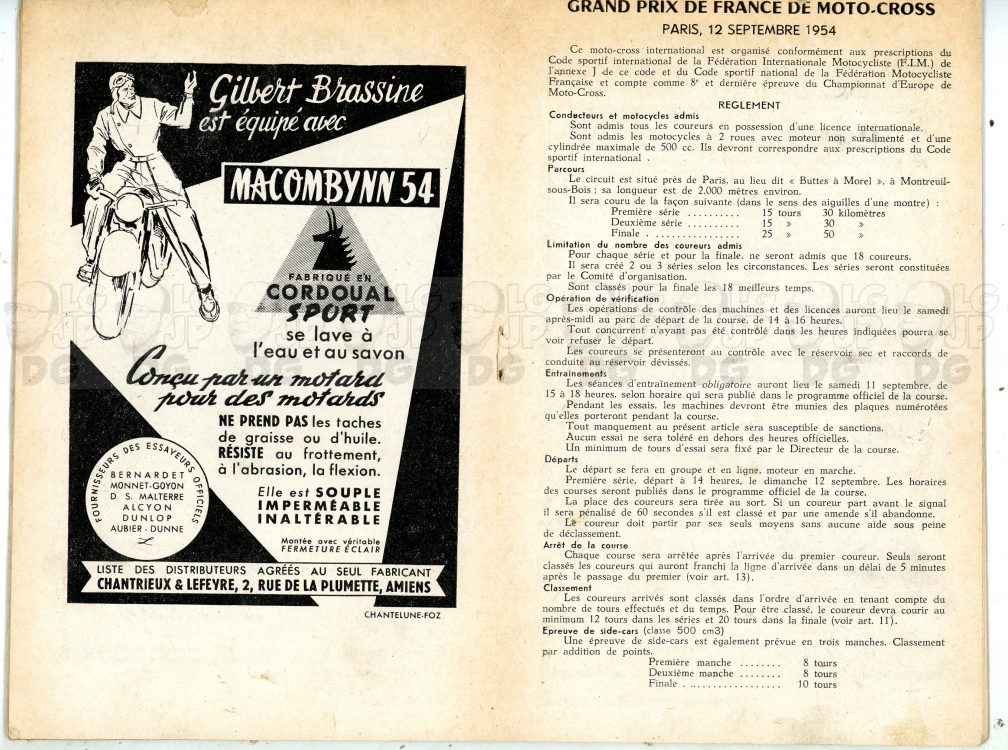 Gilbert Brassine
est équipé avec
MACOMBYNN 54
FABRIQUÉ EN
CORDOUAL
SPORT
se lave à
l'eau et au savon
Conçu par un motard
pour des motards
NE PREND PAS les taches
de graisse ou d'huile.
RÉSISTE au frottement,
à l'abrasion, la flexion.
Elle est SOUPLE
IMPERMÉABLE
INALTÉRABLE
Montée avec véritable
FERMETURE ÉCLAIR
FOURNISSEURS DES ESSAYEURS OFFICIELS
BERNARDET
MONNET-GOYON
D. S. MALTERRE
ALCYON
DUNLOP
AUBIER-DUNNE
LISTE DES DISTRIBUTEURS AGRÉÉS AU SEUL FABRICANT
CHANTRIEUX & LEFEVRE, 2, RUE DE LA PLUMETTE, AMIENS
CHANTELUNE-FOZ
GRAND PRIX DE FRANCE DE MOTO-CROSS
PARIS, 12 SEPTEMBRE 1954
Ce moto-cross international est organisé conformément aux prescriptions du
Code sportif international de la Fédération Internationale Motocycliste (F.I.M.) de
l'annexe J de ce code et du Code sportif national de la Fédération Motocycliste
Française et compte comme 8e et dernière épreuve du Championnat d'Europe de
Moto-Cross.
REGLEMENT
Condecteurs et motocycles admis
Sont admis tous les coureurs en possession d'une licence internationale.
Sont admis les motocycles à 2 roues avec moteur non suralimenté et d'une
cylindrée maximale de 500 cc. Ils devront correspondre aux prescriptions du Code
sportif international .
Parcours
Le circuit est situé près de Paris, au lieu dit « Buttes à Morel », à Montreuil-
sous-Bois ; sa longueur est de 2.000 mètres environ.
Il sera couru de la façon suivante (dans le sens des aiguilles d'une montre) :
Première série .......... 15 tours 30 kilomètres
Deuxième série .......... 15 » 30 »
Finale . ................. 25 » 50 »
Limitation du nombre des coureurs admis
Pour chaque série et pour la finale, ne seront admis que 18 coureurs.
Il sera créé 2 ou 3 séries selon les circonstances. Les séries seront constituées
par le Comité d'organisation.
Sont classés pour la finale les 18 meilleurs temps.
Opération de vérification
Les opérations de contrôle des machines et des licences auront lieu le samedi
après-midi au parc de départ de la course, de 14 à 16 heures.
Tout concurrent n'ayant pas été contrôlé dans les heures indiquées pourra se
voir refuser le départ.
Les coureurs se présenteront au contrôle avec le réservoir sec et raccords de
conduite au réservoir dévissés.
Entraînements
Les séances d'entraînement obligatoire auront lieu le samedi 11 septembre, de
15 à 18 heures, selon horaire qui sera publié dans le programme officiel de la course.
Pendant les essais, les machines devront être munies des plaques numérotées
qu'elles porteront pendant la course.
Tout manquement au présent article sera susceptible de sanctions.
Aucun essai ne sera toléré en dehors des heures officielles.
Un minimum de tours d'essai sera fixé par le Directeur de la course.
Départs
Le départ se fera en groupe et en ligne, moteur en marche.
Première série, départ à 14 heures, le dimanche 12 septembre. Les horaires
des courses seront publiés dans le programme officiel de la course.
La place des coureurs sera tirée au sort. Si un coureur part avant le signal
il sera pénalisé de 60 secondes s'il est classé et par une amende s'il abandonne.
Le coureur doit partir par ses seuls moyens sans aucune aide sous peine
de déclassement.
Arrêt de la course
Chaque course sera arrêtée après l'arrivée du premier coureur. Seuls seront
classés les coureurs qui auront franchi la ligne d'arrivée dans un délai de 5 minutes
après le passage du premier (voir art. 13).
Classement
Les coureurs arrivés sont classés dans l'ordre d'arrivée en tenant compte du
nombre de tours effectués et du temps. Pour être classé, le coureur devra courir au
minimum 12 tours dans les séries et 20 tours dans la finale (voir art. 11).
Epreuve de side-cars (classe 500 cm3)
Une épreuve de side-cars est également prévue en trois manches. Classement
par addition de points.
Première manche ........ 8 tours
Deuxième manche ........ 8 tours
Finale . ................. 10 tours